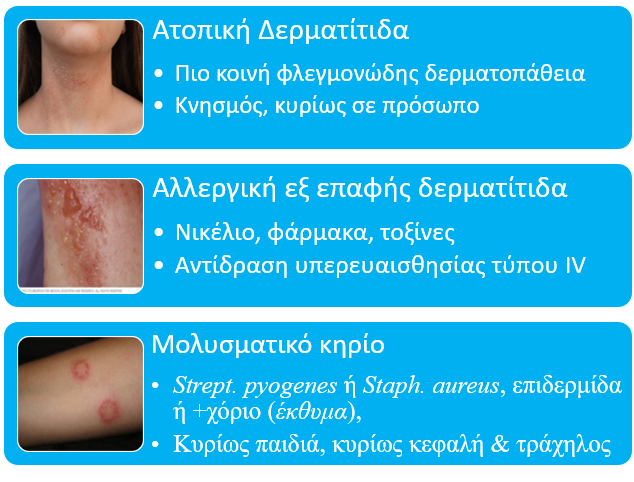 Ατοπική Δερματίτιδα
• Πιο κοινή φλεγμονώδης δερματοπάθεια
• Κνησμός, κυρίως σε πρόσωπο
Αλλεργική εξ επαφής δερματίτιδα
• Νικέλιο, φάρμακα, τοξίνες
• Αντίδραση υπερευαισθησίας τύπου IV
Μολυσματικό κηρίο
• Strept. pyogenes ή Staph. aureus, επιδερμίδα
ή +χόριο (έκθυμα),
• Κυρίως παιδιά, κυρίως κεφαλή & τράχηλος